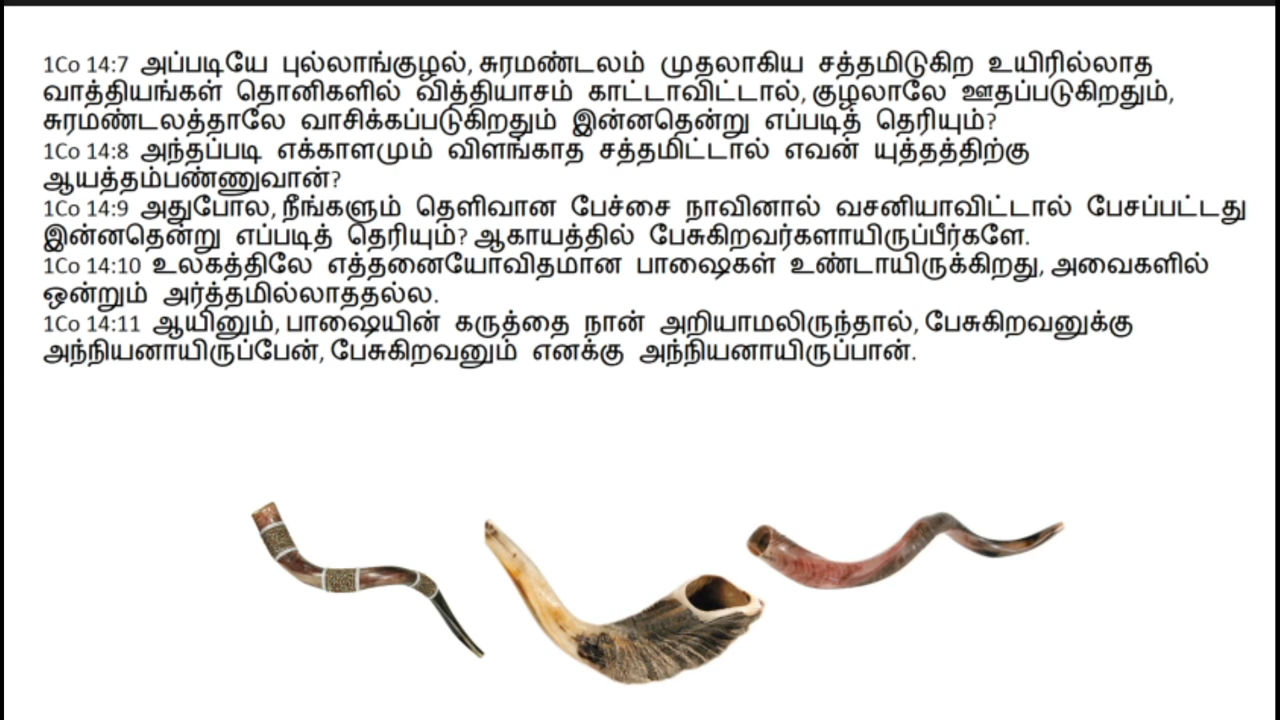 1Co 14:7 அப்படியே புல்லாங்குழல், சுரமண்டலம் முதலாகிய சத்தமிடுகிற உயிரில்லாத
வாத்தியங்கள் தொனிகளில் வித்தியாசம் காட்டாவிட்டால், குழலாலே ஊதப்படுகிறதும்,
சுரமண்டலத்தாலே வாசிக்கப்படுகிறதும் இன்னதென்று எப்படித் தெரியும்?
1Co 14:8 அந்தப்படி எக்காளமும் விளங்காத சத்தமிட்டால் எவன் யுத்தத்திற்கு
ஆயத்தம்பண்ணுவான்?
1Co 14:9 அதுபோல, நீங்களும் தெளிவான பேச்சை நாவினால் வசனியாவிட்டால் பேசப்பட்டது
இன்னதென்று எப்படித் தெரியும்? ஆகாயத்தில் பேசுகிறவர்களாயிருப்பீர்களே.
1Co 14:10 உலகத்திலே எத்தனையோவிதமான பாஷைகள் உண்டாயிருக்கிறது, அவைகளில்
ஒன்றும் அர்த்தமில்லாததல்ல.
1Co 14:11 ஆயினும், பாஷையின் கருத்தை நான் அறியாமலிருந்தால், பேசுகிறவனுக்கு
அந்நியனாயிருப்பேன், பேசுகிறவனும் எனக்கு அந்நியனாயிருப்பான்.